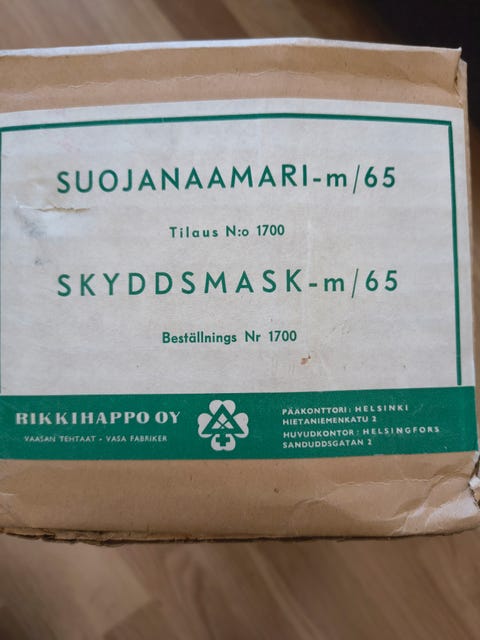 SUOJANAAMARI-m/65
Tilaus N:o 1700
SKYDDSMASK-m/65
Beställnings Nr 1700
RIKKIHAPPO OY
VAASAN TEHTAAT - VASA FABRIKER
PÄÄKONTTORI: HELSINKI
HIETANIEMENKATU 2
HUVUDKONTOR: HELSINGFORS
SANDUDDSGATAN 2